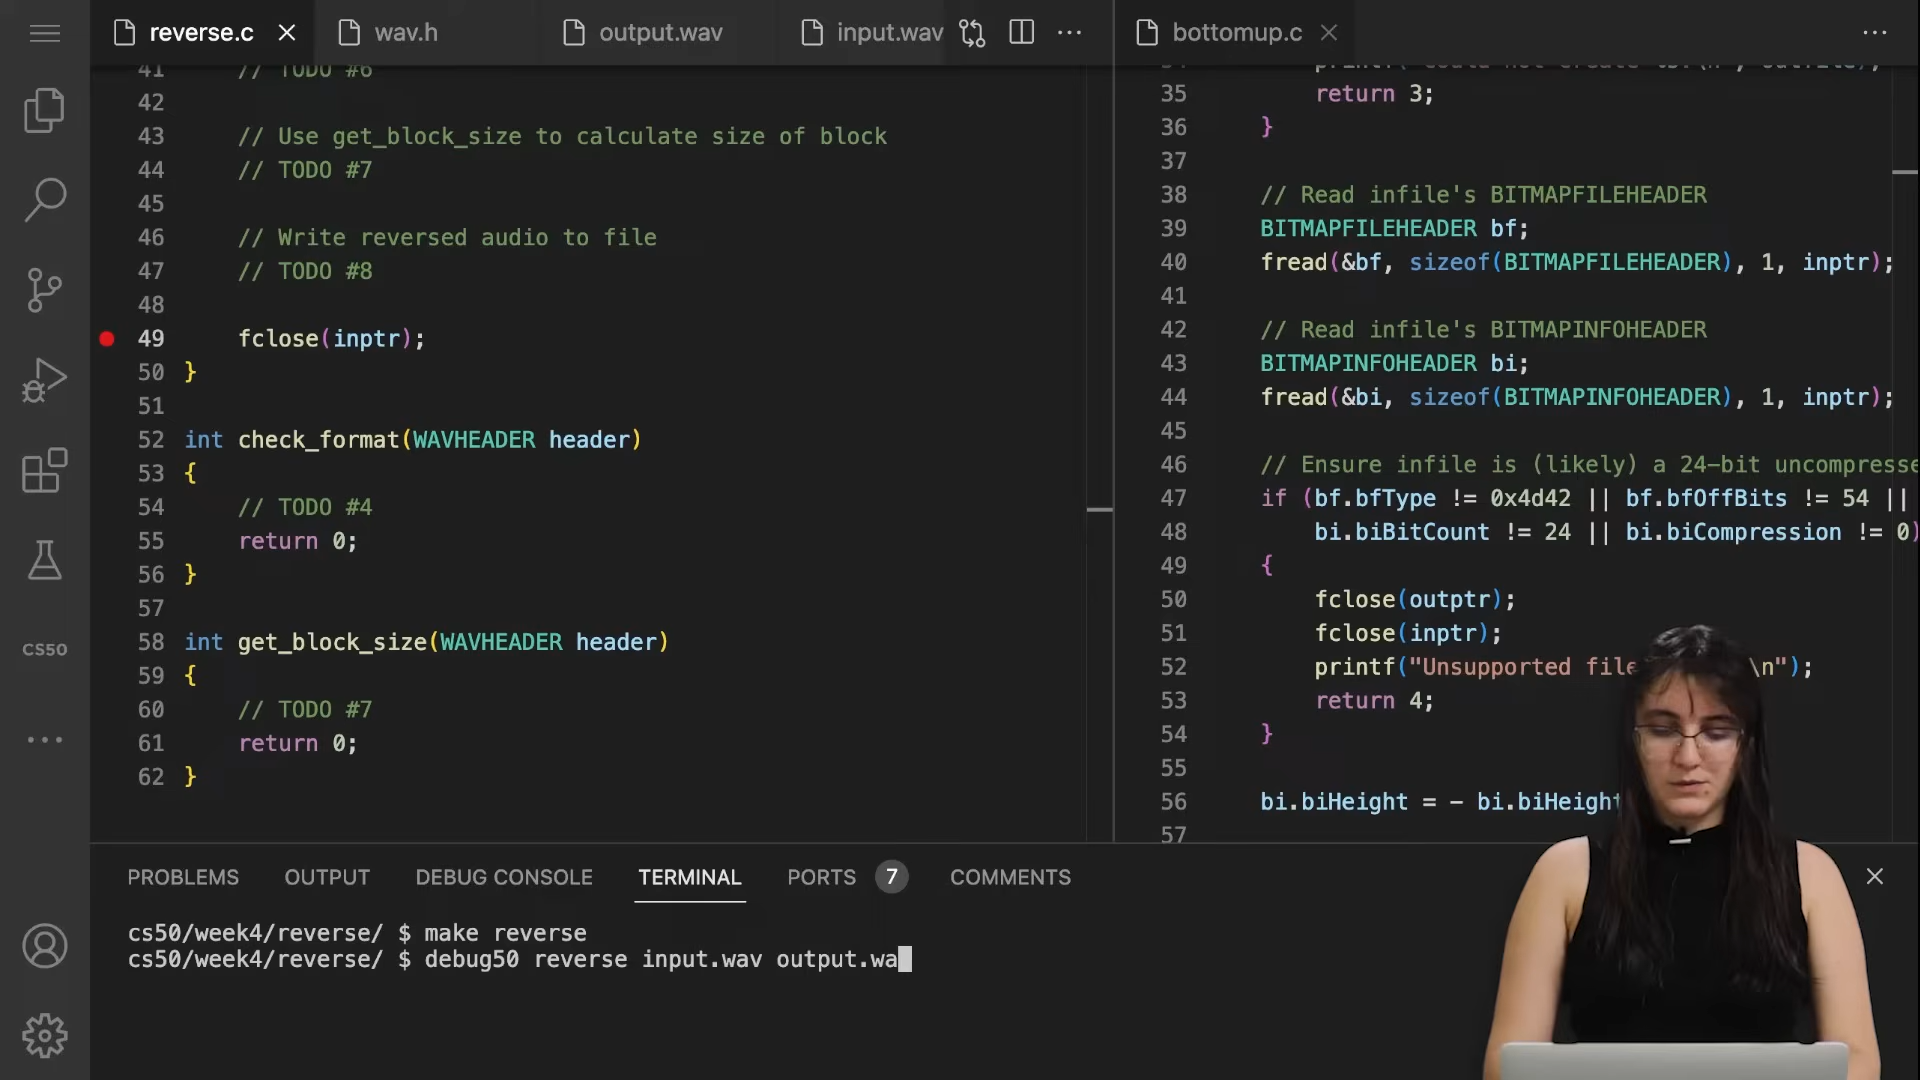 reverse.c
wav.h
output.wav
input.wav
bottomup.c
41 // TODO #6
42
43 // Use get_block_size to calculate size of block
44 // TODO #7
45
46 // Write reversed audio to file
47 // TODO #8
48
49 fclose(inptr);
50 }
51
52 int check_format(WAVHEADER header)
53 {
54 // TODO #4
55 return 0;
56 }
57
58 int get_block_size(WAVHEADER header)
59 {
60 // TODO #7
61 return 0;
62 }
35 return 3;
36 }
37
38 // Read infile's BITMAPFILEHEADER
39 BITMAPFILEHEADER bf;
40 fread(&bf, sizeof(BITMAPFILEHEADER), 1, inptr);
41
42 // Read infile's BITMAPINFOHEADER
43 BITMAPINFOHEADER bi;
44 fread(&bi, sizeof(BITMAPINFOHEADER), 1, inptr);
45
46 // Ensure infile is (likely) a 24-bit uncompresse
47 if (bf.bfType != 0x4d42 || bf.bfOffBits != 54 ||
48 bi.biBitCount != 24 || bi.biCompression != 0)
49 {
50 fclose(outptr);
51 fclose(inptr);
52 printf("Unsupported file \n");
53 return 4;
54 }
55
56 bi.biHeight = - bi.biHeight
57
CS50
PROBLEMS
OUTPUT
DEBUG CONSOLE
TERMINAL
PORTS 7
COMMENTS
cs50/week4/reverse/ $ make reverse
cs50/week4/reverse/ $ debug50 reverse input.wav output.wa